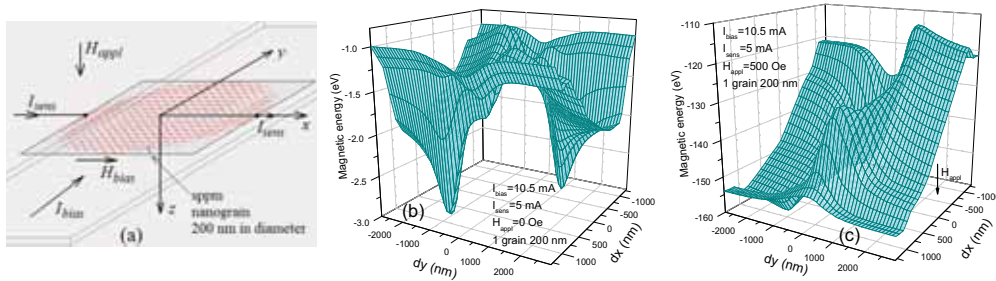 H_appl
y
I_sens
x
I_sens
H_bias
I_bias
z
sppm
nanograin
200 nm in diameter
(a)
-1.0
-1.5
-2.0
-2.5
-3.0
Magnetic energy (eV)
(b)
I_bias=10.5 mA
I_sens=5 mA
H_appl=0 Oe
1 grain 200 nm
-2000
-1000
0
1000
2000
dy (nm)
-1000
-500
0
500
1000
dx (nm)
-110
-120
-130
-140
-150
-160
Magnetic energy (eV)
I_bias=10.5 mA
I_sens=5 mA
H_appl=500 Oe
1 grain 200 nm
H_appl
(c)
-2000
-1000
0
1000
2000
dy (nm)
-100
-500
0
500
1000
dx (nm)